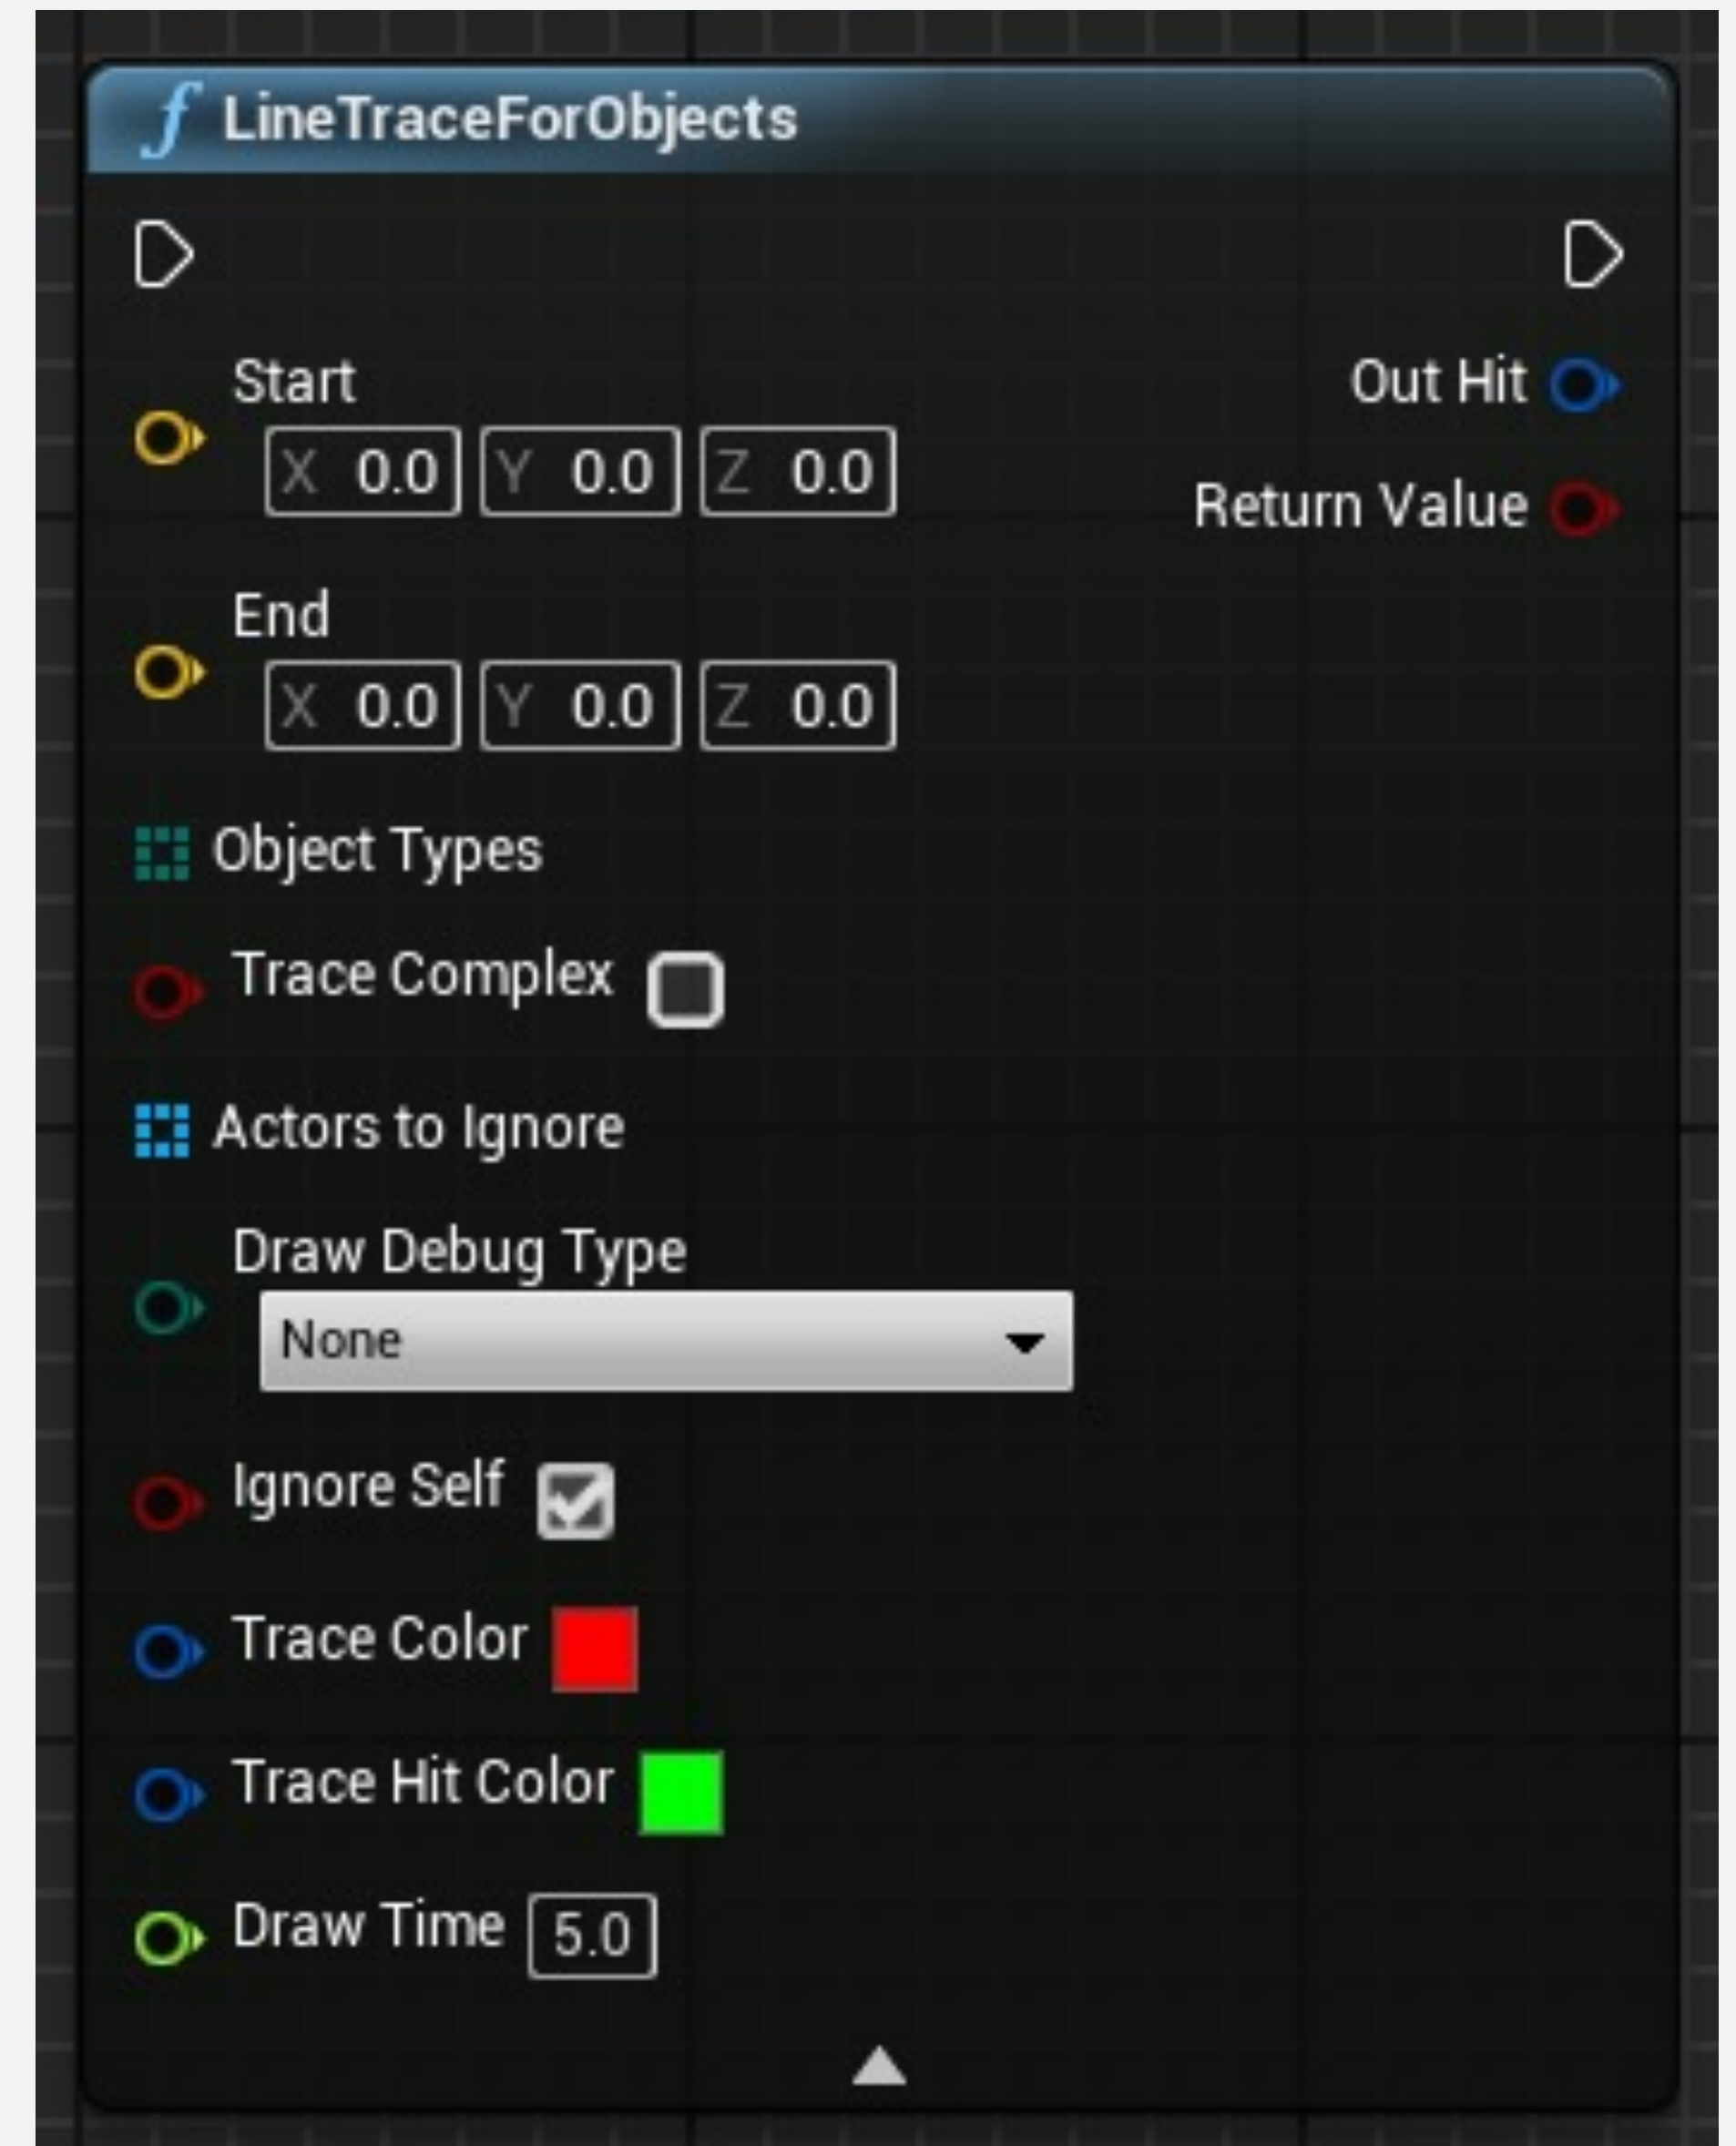 f LineTraceForObjects
Start
X 0.0 Y 0.0 Z 0.0
Out Hit
Return Value
End
X 0.0 Y 0.0 Z 0.0
Object Types
Trace Complex
Actors to Ignore
Draw Debug Type
None
Ignore Self
Trace Color
Trace Hit Color
Draw Time 5.0